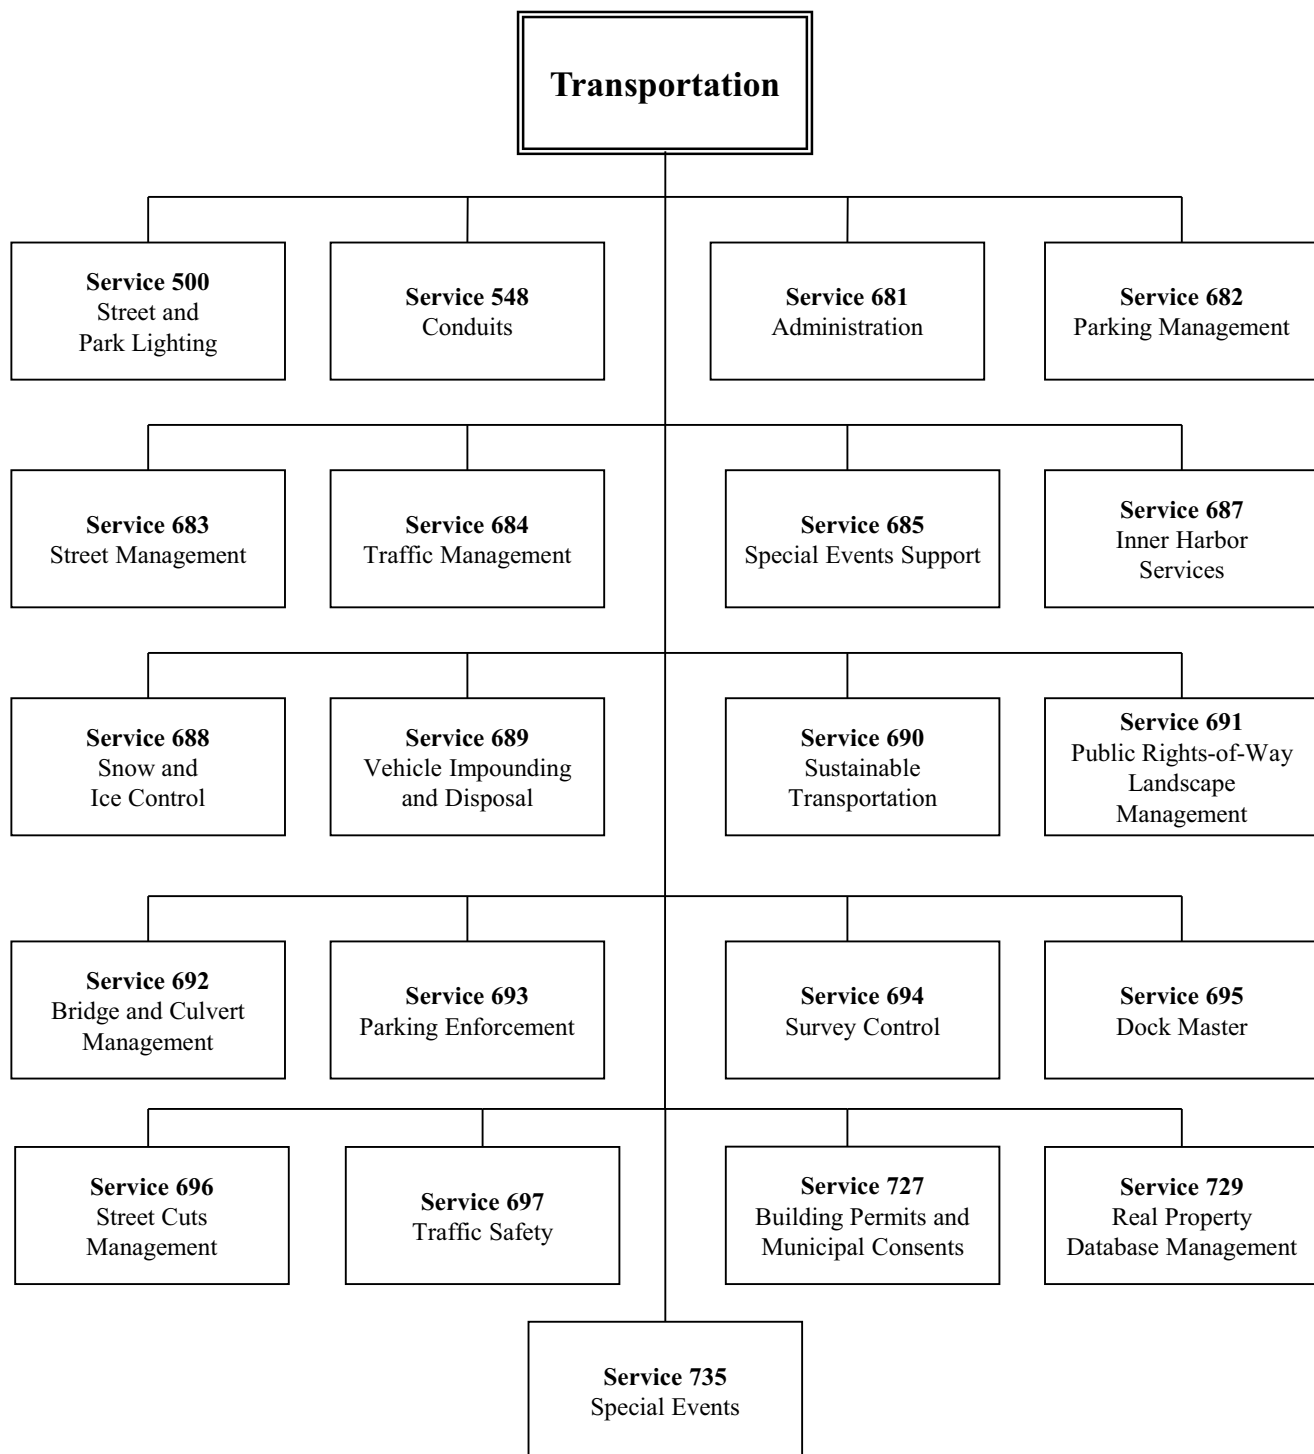 Transportation
Service 500
Street and
Park Lighting
Service 548
Conduits
Service 681
Administration
Service 682
Parking Management
Service 683
Street Management
Service 684
Traffic Management
Service 685
Special Events Support
Service 687
Inner Harbor
Services
Service 688
Snow and
Ice Control
Service 689
Vehicle Impounding
and Disposal
Service 690
Sustainable
Transportation
Service 691
Public Rights-of-Way
Landscape
Management
Service 692
Bridge and Culvert
Management
Service 693
Parking Enforcement
Service 694
Survey Control
Service 695
Dock Master
Service 696
Street Cuts
Management
Service 697
Traffic Safety
Service 727
Building Permits and
Municipal Consents
Service 729
Real Property
Database Management
Service 735
Special Events